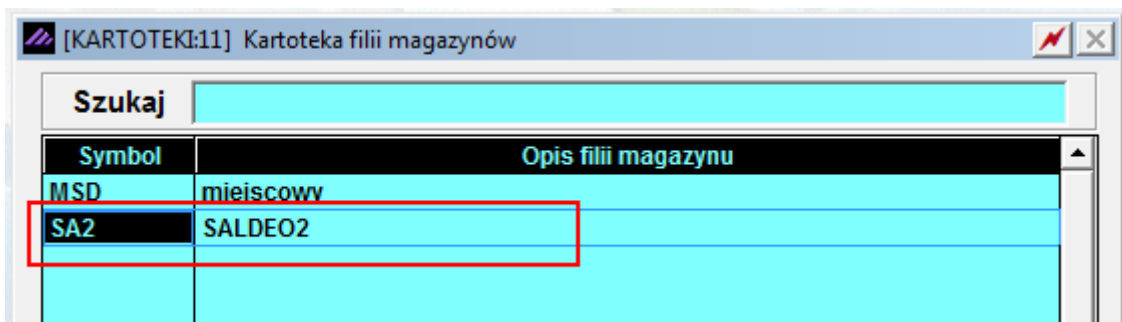 [KARTOTEKI:11] Kartoteka filii magazynów
Szukaj
Symbol Opis filii magazynu
MSD miejscowy
SA2 SALDEO2